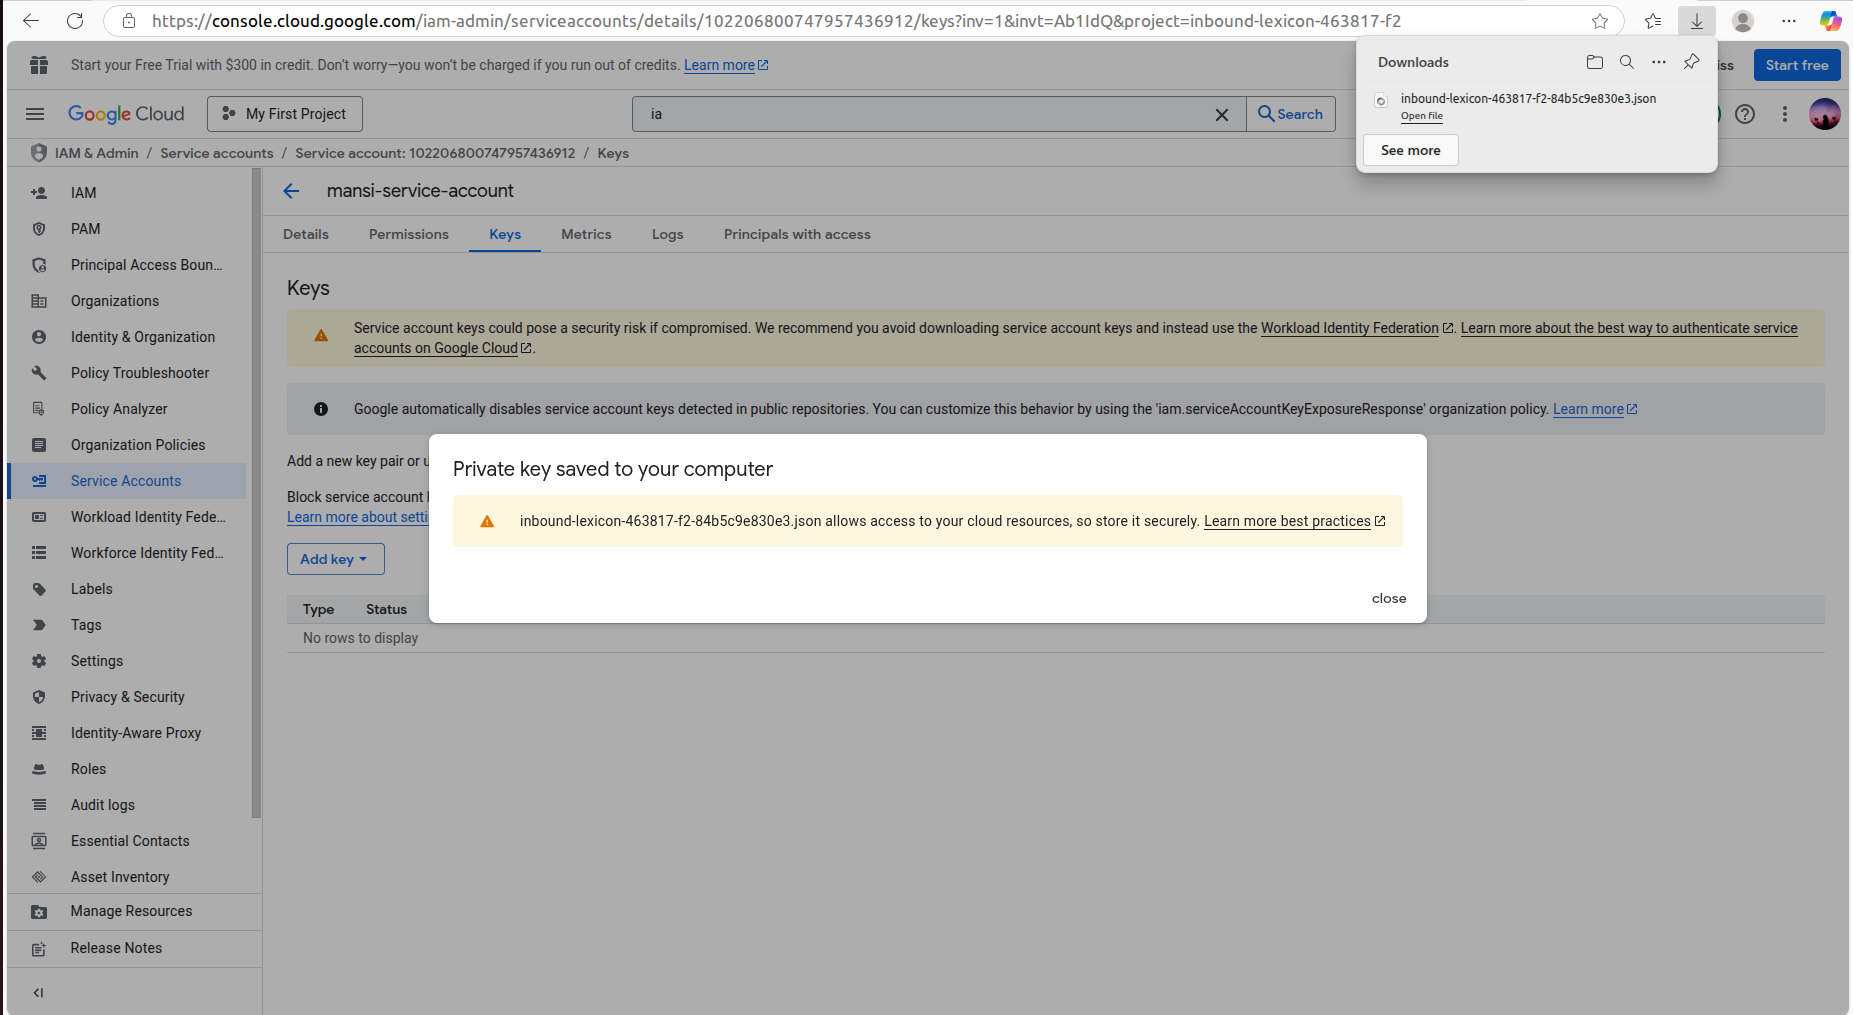 https://console.cloud.google.com/iam-admin/serviceaccounts/details/102206800747957436912/keys?inv=1&invt=Ab1IdQ&project=inbound-lexicon-463817-f2
Start your Free Trial with $300 in credit. Don't worry—you won't be charged if you run out of credits. Learn more
iss
Start free
Downloads
inbound-lexicon-463817-f2-84b5c9e830e3.json
Open file
See more
Google Cloud
My First Project
ia
Search
IAM & Admin / Service accounts / Service account: 102206800747957436912 / Keys
IAM
PAM
Principal Access Boun...
Organizations
Identity & Organization
Policy Troubleshooter
Policy Analyzer
Organization Policies
Service Accounts
Workload Identity Fede...
Workforce Identity Fed...
Labels
Tags
Settings
Privacy & Security
Identity-Aware Proxy
Roles
Audit logs
Essential Contacts
Asset Inventory
Manage Resources
Release Notes
mansi-service-account
Details
Permissions
Keys
Metrics
Logs
Principals with access
Keys
Service account keys could pose a security risk if compromised. We recommend you avoid downloading service account keys and instead use the Workload Identity Federation. Learn more about the best way to authenticate service
accounts on Google Cloud.
Google automatically disables service account keys detected in public repositories. You can customize this behavior by using the 'iam.serviceAccountKeyExposureResponse' organization policy. Learn more
Add a new key pair or u
Block service account
Learn more about setti
Add key
Type Status
No rows to display
Private key saved to your computer
inbound-lexicon-463817-f2-84b5c9e830e3.json allows access to your cloud resources, so store it securely. Learn more best practices
close